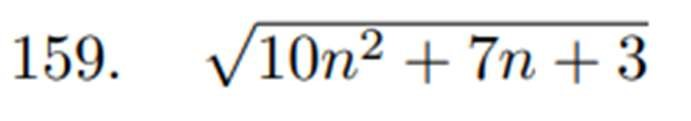 159. √(10n² + 7n + 3)